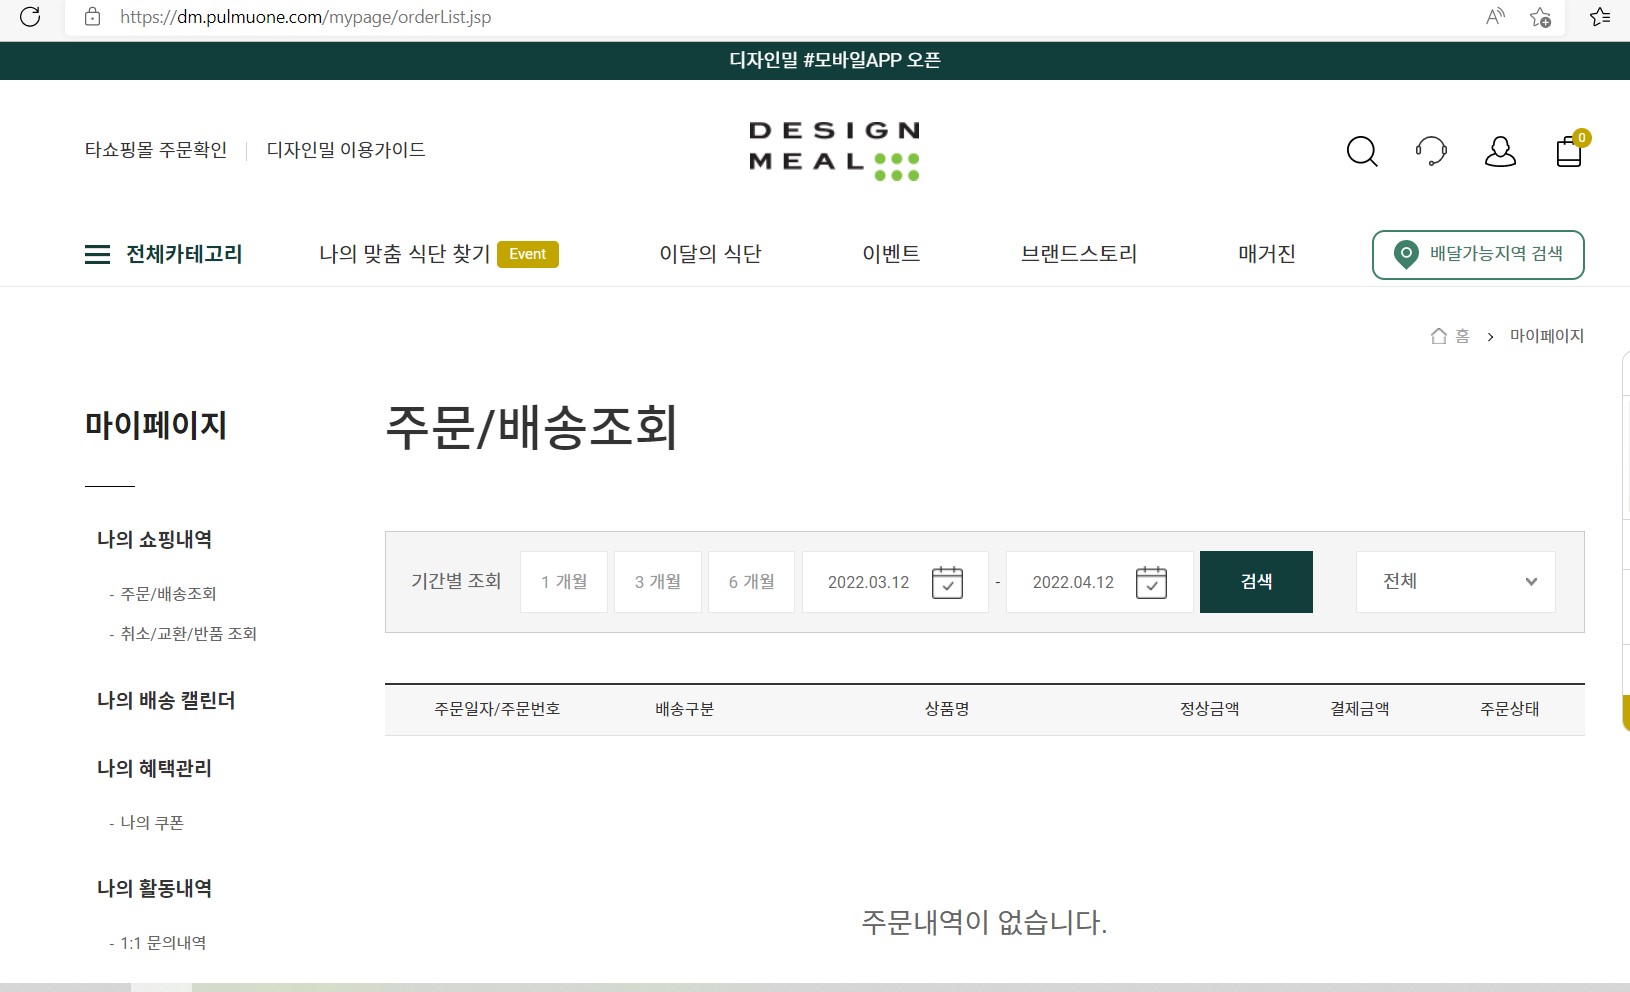 https://dm.pulmuone.com/mypage/orderList.jsp
디자인밀 #모바일APP 오픈
타쇼핑몰 주문확인 디자인밀 이용가이드
DESIGN
MEAL
0
전체카테고리 나의 맞춤 식단 찾기 Event 이달의 식단 이벤트 브랜드스토리 매거진 배달가능지역 검색
홈 > 마이페이지
마이페이지
주문/배송조회
나의 쇼핑내역
- 주문/배송조회
- 취소/교환/반품 조회
나의 배송 캘린더
나의 혜택관리
- 나의 쿠폰
나의 활동내역
- 1:1 문의내역
기간별 조회 1 개월 3 개월 6 개월 2022.03.12 - 2022.04.12 검색 전체
주문일자/주문번호 배송구분 상품명 정상금액 결제금액 주문상태
주문내역이 없습니다.